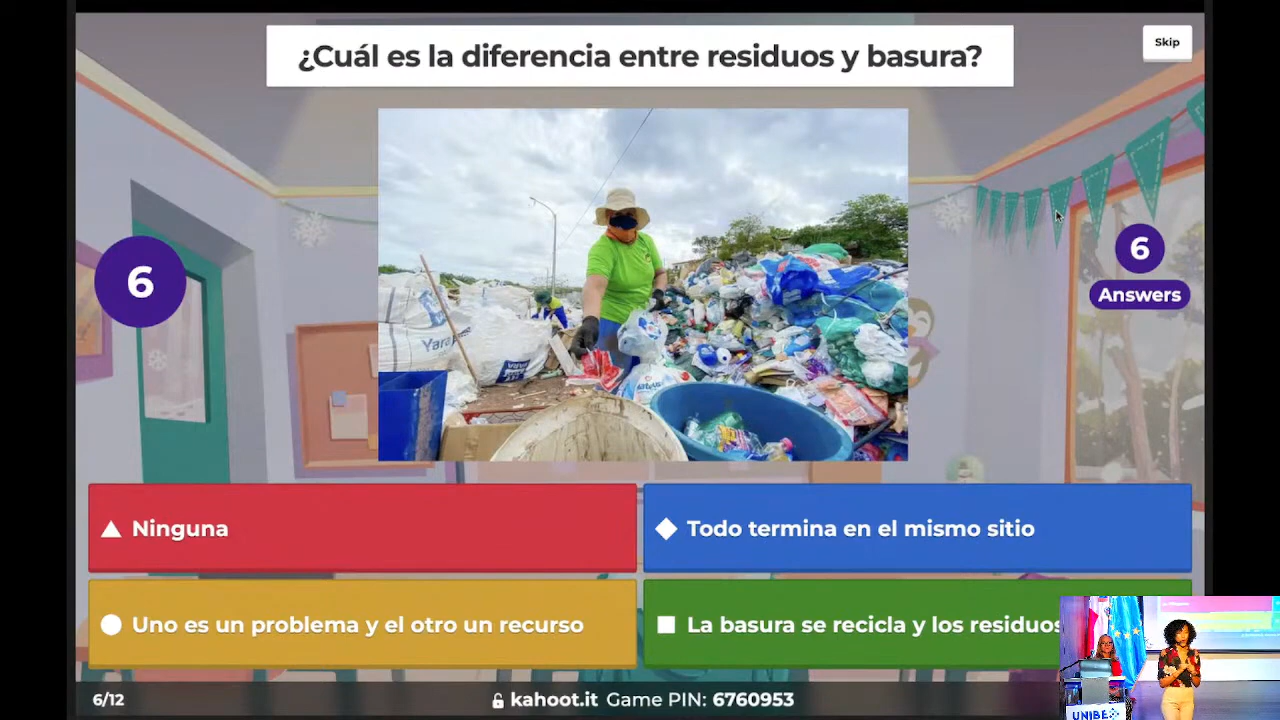 ¿Cuál es la diferencia entre residuos y basura?
Skip
6
6
Answers
Yara
Ninguna
Todo termina en el mismo sitio
Uno es un problema y el otro un recurso
La basura se recicla y los residuos
6/12
kahoot.it Game PIN: 6760953
UNIBE